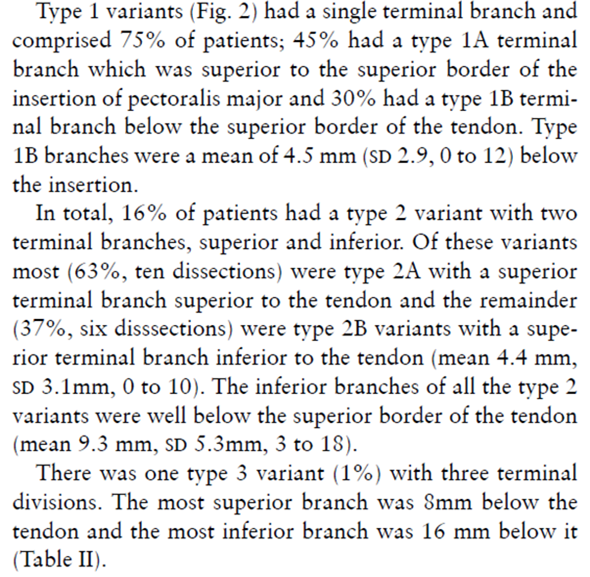 Type 1 variants (Fig. 2) had a single terminal branch and
comprised 75% of patients; 45% had a type 1A terminal
branch which was superior to the superior border of the
insertion of pectoralis major and 30% had a type 1B termi-
nal branch below the superior border of the tendon. Type
1B branches were a mean of 4.5 mm (SD 2.9, 0 to 12) below
the insertion.
In total, 16% of patients had a type 2 variant with two
terminal branches, superior and inferior. Of these variants
most (63%, ten dissections) were type 2A with a superior
terminal branch superior to the tendon and the remainder
(37%, six disssections) were type 2B variants with a supe-
rior terminal branch inferior to the tendon (mean 4.4 mm,
SD 3.1mm, 0 to 10). The inferior branches of all the type 2
variants were well below the superior border of the tendon
(mean 9.3 mm, SD 5.3mm, 3 to 18).
There was one type 3 variant (1%) with three terminal
divisions. The most superior branch was 8mm below the
tendon and the most inferior branch was 16 mm below it
(Table II).